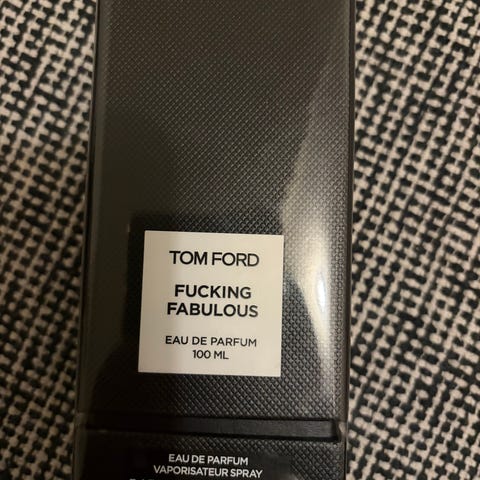 TOM FORD
FUCKING
FABULOUS
EAU DE PARFUM
100 ML
EAU DE PARFUM
VAPORISATEUR SPRAY